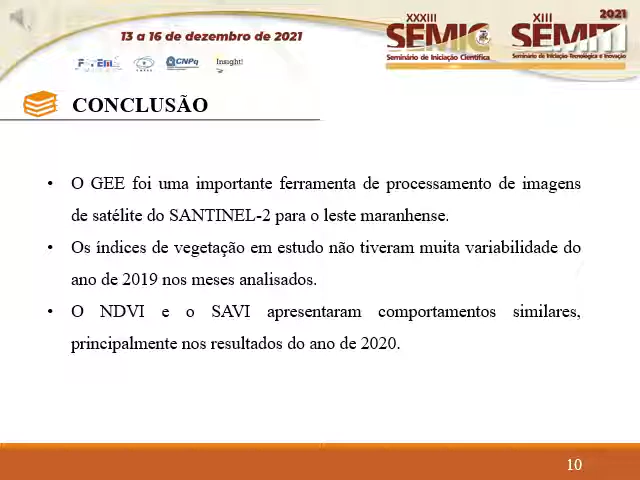 XXXIII
SEMIC
Seminário de Iniciação Científica
XIII
2021
Seminário de Iniciação Tecnológica e Inovação
13 a 16 de dezembro de 2021
CNPq
Insight!
CONCLUSÃO
• O GEE foi uma importante ferramenta de processamento de imagens
de satélite do SANTINEL-2 para o leste maranhense.
• Os índices de vegetação em estudo não tiveram muita variabilidade do
ano de 2019 nos meses analisados.
• O NDVI e o SAVI apresentaram comportamentos similares,
principalmente nos resultados do ano de 2020.
10